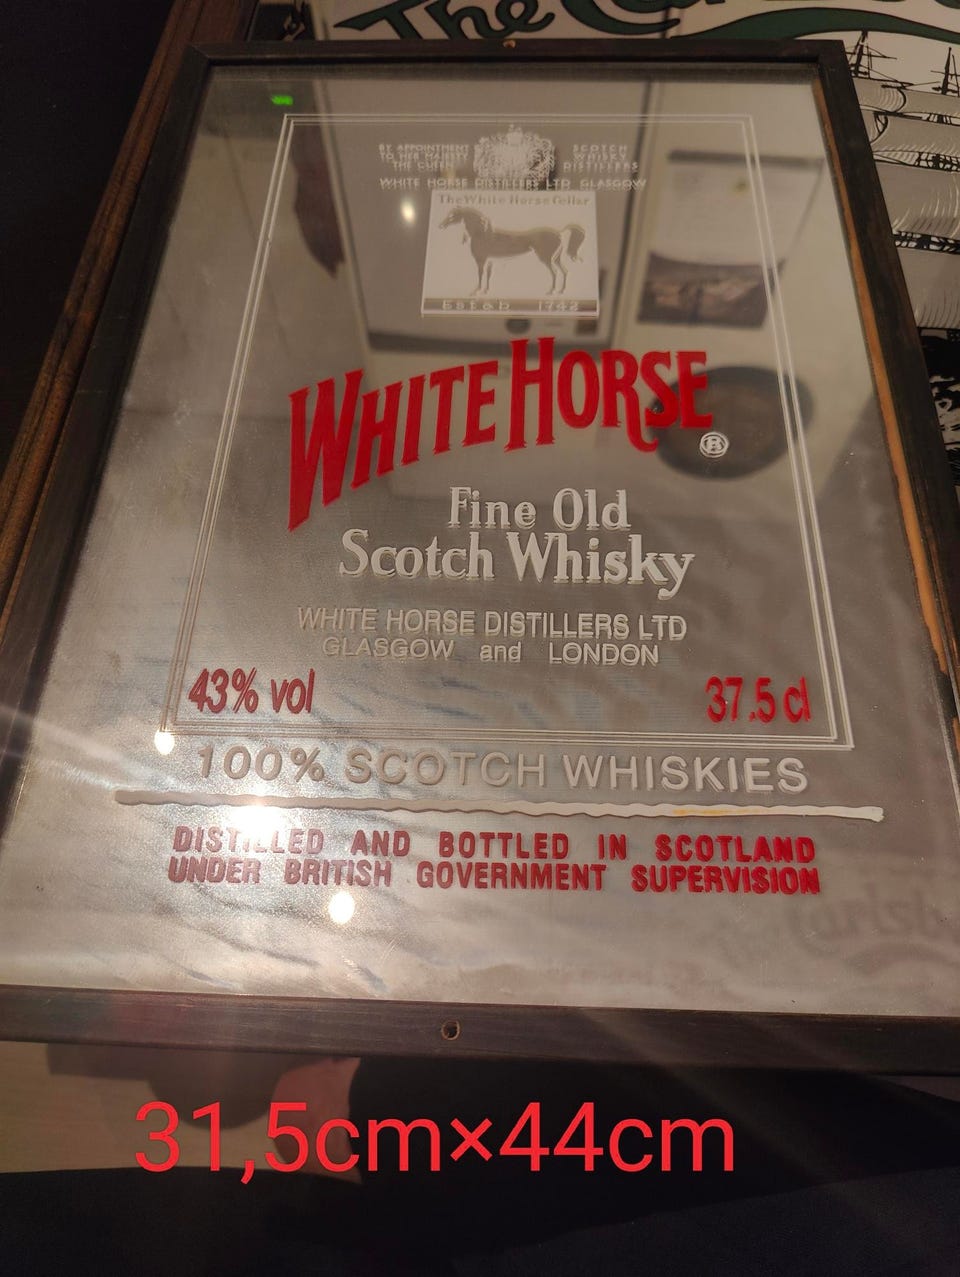 The Carlsb
BY APPOINTMENT
TO HER MAJESTY
THE QUEEN
SCOTCH
WHISKY
DISTILLERS
WHITE HORSE DISTILLERS LTD GLASGOW
The White Horse Cellar
Estab 1742
WHITE HORSE
®
Fine Old
Scotch Whisky
WHITE HORSE DISTILLERS LTD
GLASGOW and LONDON
43% vol
37.5 cl
100% SCOTCH WHISKIES
DISTILLED AND BOTTLED IN SCOTLAND
UNDER BRITISH GOVERNMENT SUPERVISION
31,5cm×44cm